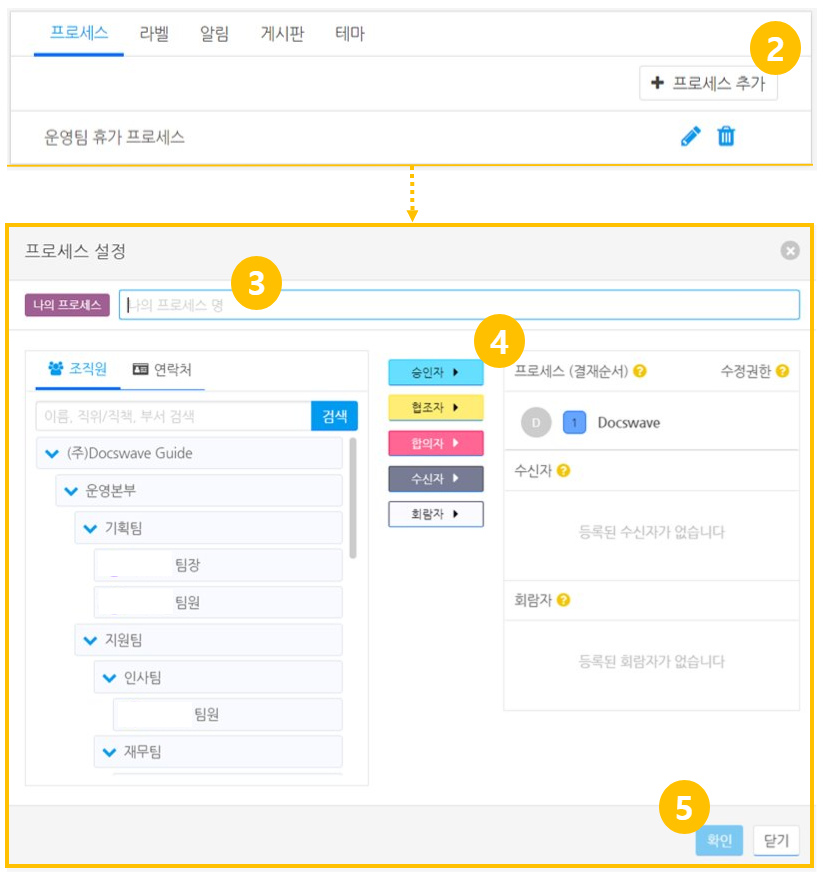 프로세스 라벨 알림 게시판 테마
2
+ 프로세스 추가
운영팀 휴가 프로세스
프로세스 설정
3
나의 프로세스 나의 프로세스 명
4
조직원 연락처
이름, 직위/직책, 부서 검색 검색
(주)Docswave Guide
운영본부
기획팀
팀장
팀원
지원팀
인사팀
팀원
재무팀
승인자
협조자
합의자
수신자
회람자
프로세스 (결재순서) ? 수정권한 ?
D 1 Docswave
수신자 ?
등록된 수신자가 없습니다
회람자 ?
등록된 회람자가 없습니다
5
확인 닫기